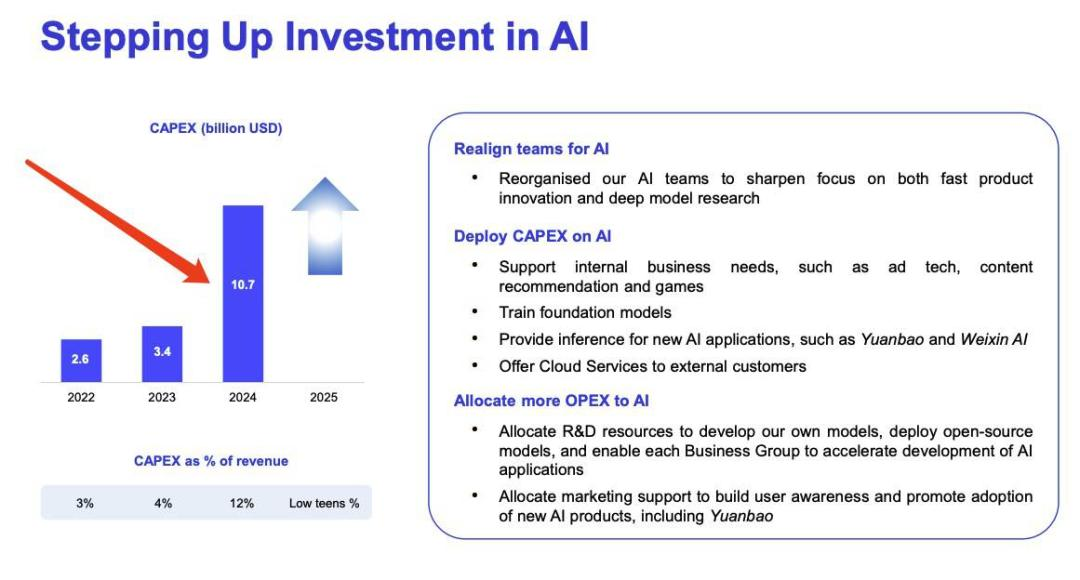 Stepping Up Investment in AI
CAPEX (billion USD)
2.6
3.4
10.7
2022
2023
2024
2025
CAPEX as % of revenue
3%
4%
12%
Low teens %
Realign teams for AI
• Reorganised our AI teams to sharpen focus on both fast product
innovation and deep model research
Deploy CAPEX on AI
• Support internal business needs, such as ad tech, content
recommendation and games
• Train foundation models
• Provide inference for new AI applications, such as Yuanbao and Weixin AI
• Offer Cloud Services to external customers
Allocate more OPEX to AI
• Allocate R&D resources to develop our own models, deploy open-source
models, and enable each Business Group to accelerate development of AI
applications
• Allocate marketing support to build user awareness and promote adoption
of new AI products, including Yuanbao